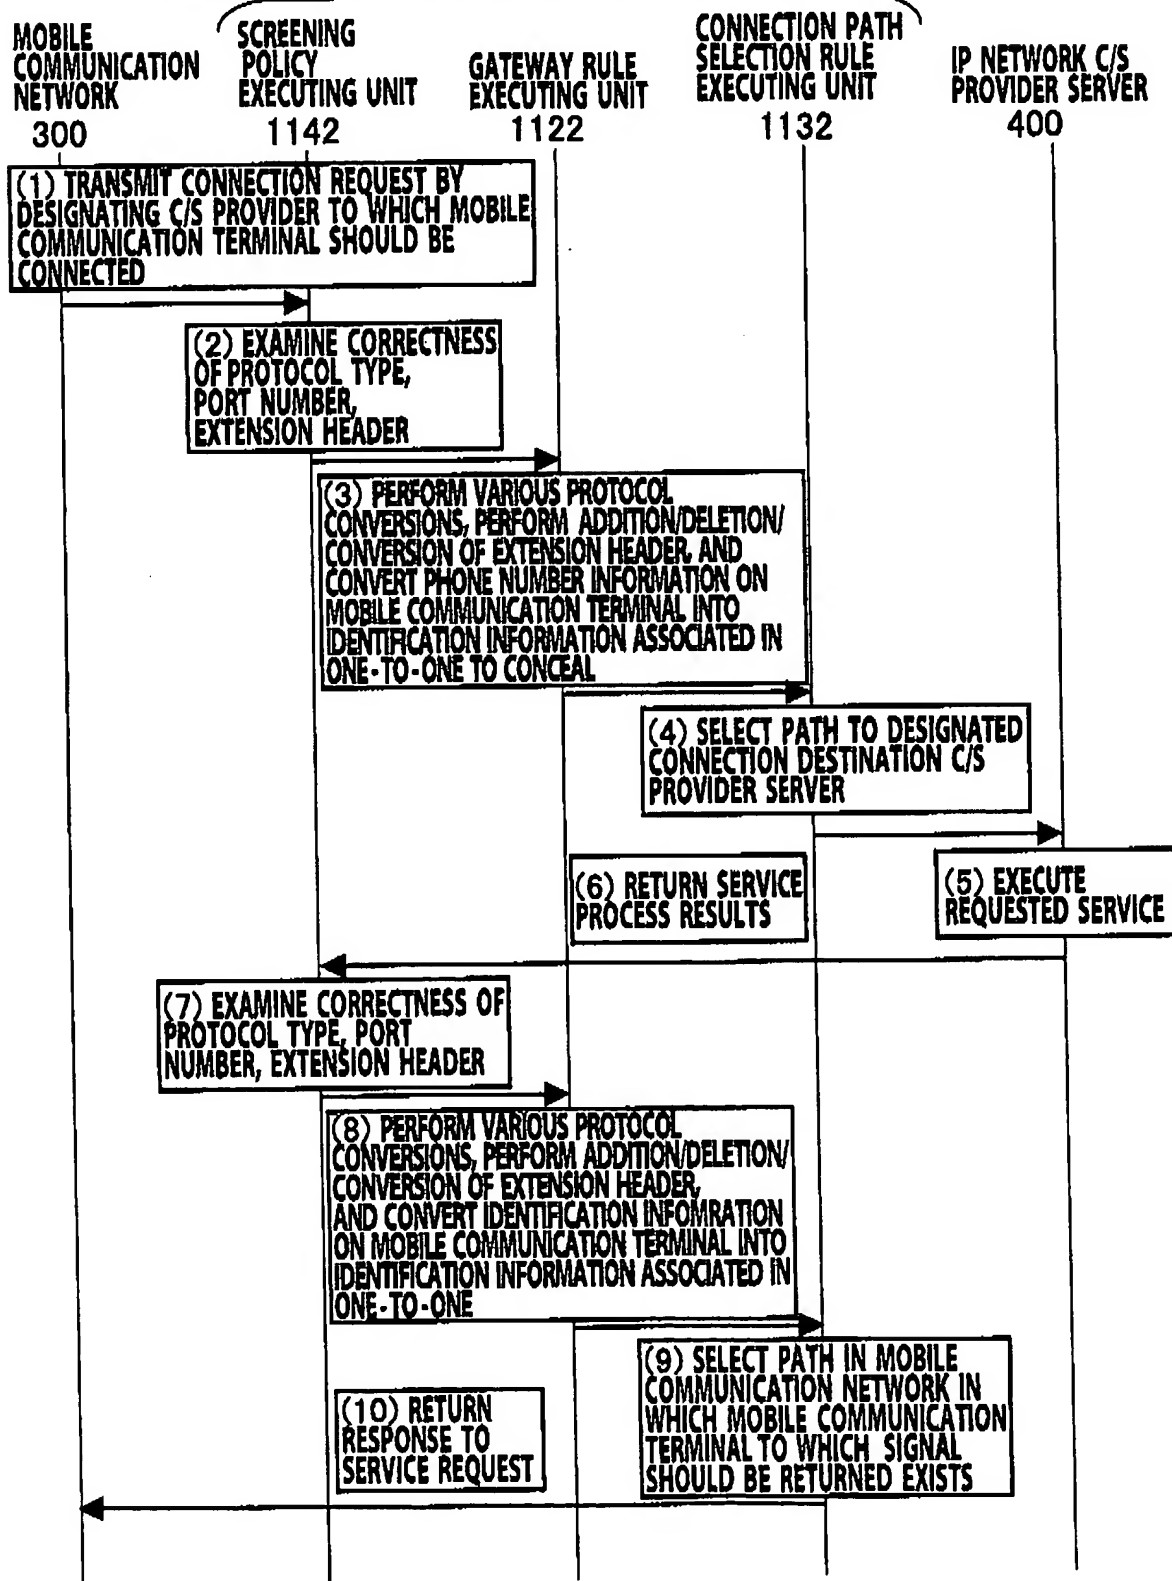 MOBILE
COMMUNICATION
NETWORK
300
SCREENING
POLICY
EXECUTING UNIT
1142
GATEWAY RULE
EXECUTING UNIT
1122
CONNECTION PATH
SELECTION RULE
EXECUTING UNIT
1132
IP NETWORK C/S
PROVIDER SERVER
400
(1) TRANSMIT CONNECTION REQUEST BY
DESIGNATING C/S PROVIDER TO WHICH MOBILE
COMMUNICATION TERMINAL SHOULD BE
CONNECTED
(2) EXAMINE CORRECTNESS
OF PROTOCOL TYPE,
PORT NUMBER,
EXTENSION HEADER
(3) PERFORM VARIOUS PROTOCOL
CONVERSIONS, PERFORM ADDITION/DELETION/
CONVERSION OF EXTENSION HEADER, AND
CONVERT PHONE NUMBER INFORMATION ON
MOBILE COMMUNICATION TERMINAL INTO
IDENTIFICATION INFORMATION ASSOCIATED IN
ONE-TO-ONE TO CONCEAL
(4) SELECT PATH TO DESIGNATED
CONNECTION DESTINATION C/S
PROVIDER SERVER
(5) EXECUTE
REQUESTED SERVICE
(6) RETURN SERVICE
PROCESS RESULTS
(7) EXAMINE CORRECTNESS OF
PROTOCOL TYPE, PORT
NUMBER, EXTENSION HEADER
(8) PERFORM VARIOUS PROTOCOL
CONVERSIONS, PERFORM ADDITION/DELETION/
CONVERSION OF EXTENSION HEADER,
AND CONVERT IDENTIFICATION INFOMRATION
ON MOBILE COMMUNICATION TERMINAL INTO
IDENTIFICATION INFORMATION ASSOCIATED IN
ONE-TO-ONE
(9) SELECT PATH IN MOBILE
COMMUNICATION NETWORK IN
WHICH MOBILE COMMUNICATION
TERMINAL TO WHICH SIGNAL
SHOULD BE RETURNED EXISTS
(10) RETURN
RESPONSE TO
SERVICE REQUEST